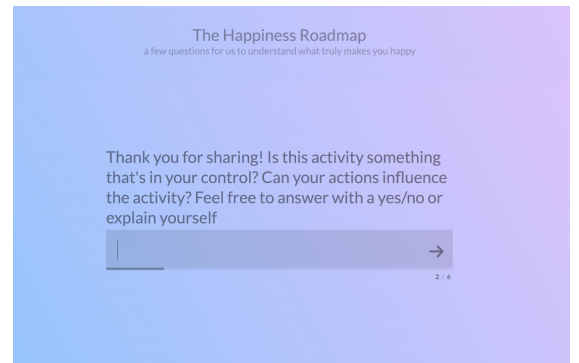 The Happiness Roadmap
a few questions for us to understand what truly makes you happy
Thank you for sharing! Is this activity something
that's in your control? Can your actions influence
the activity? Feel free to answer with a yes/no or
explain yourself
2 / 6